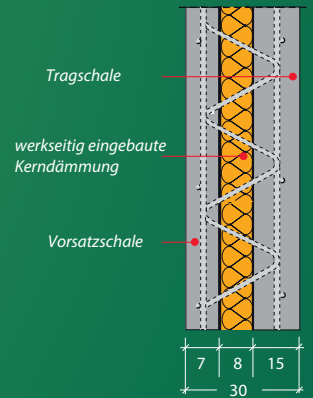 Tragschale
werkseitig eingebaute
Kerndämmung
Vorsatzschale
7 8 15
30